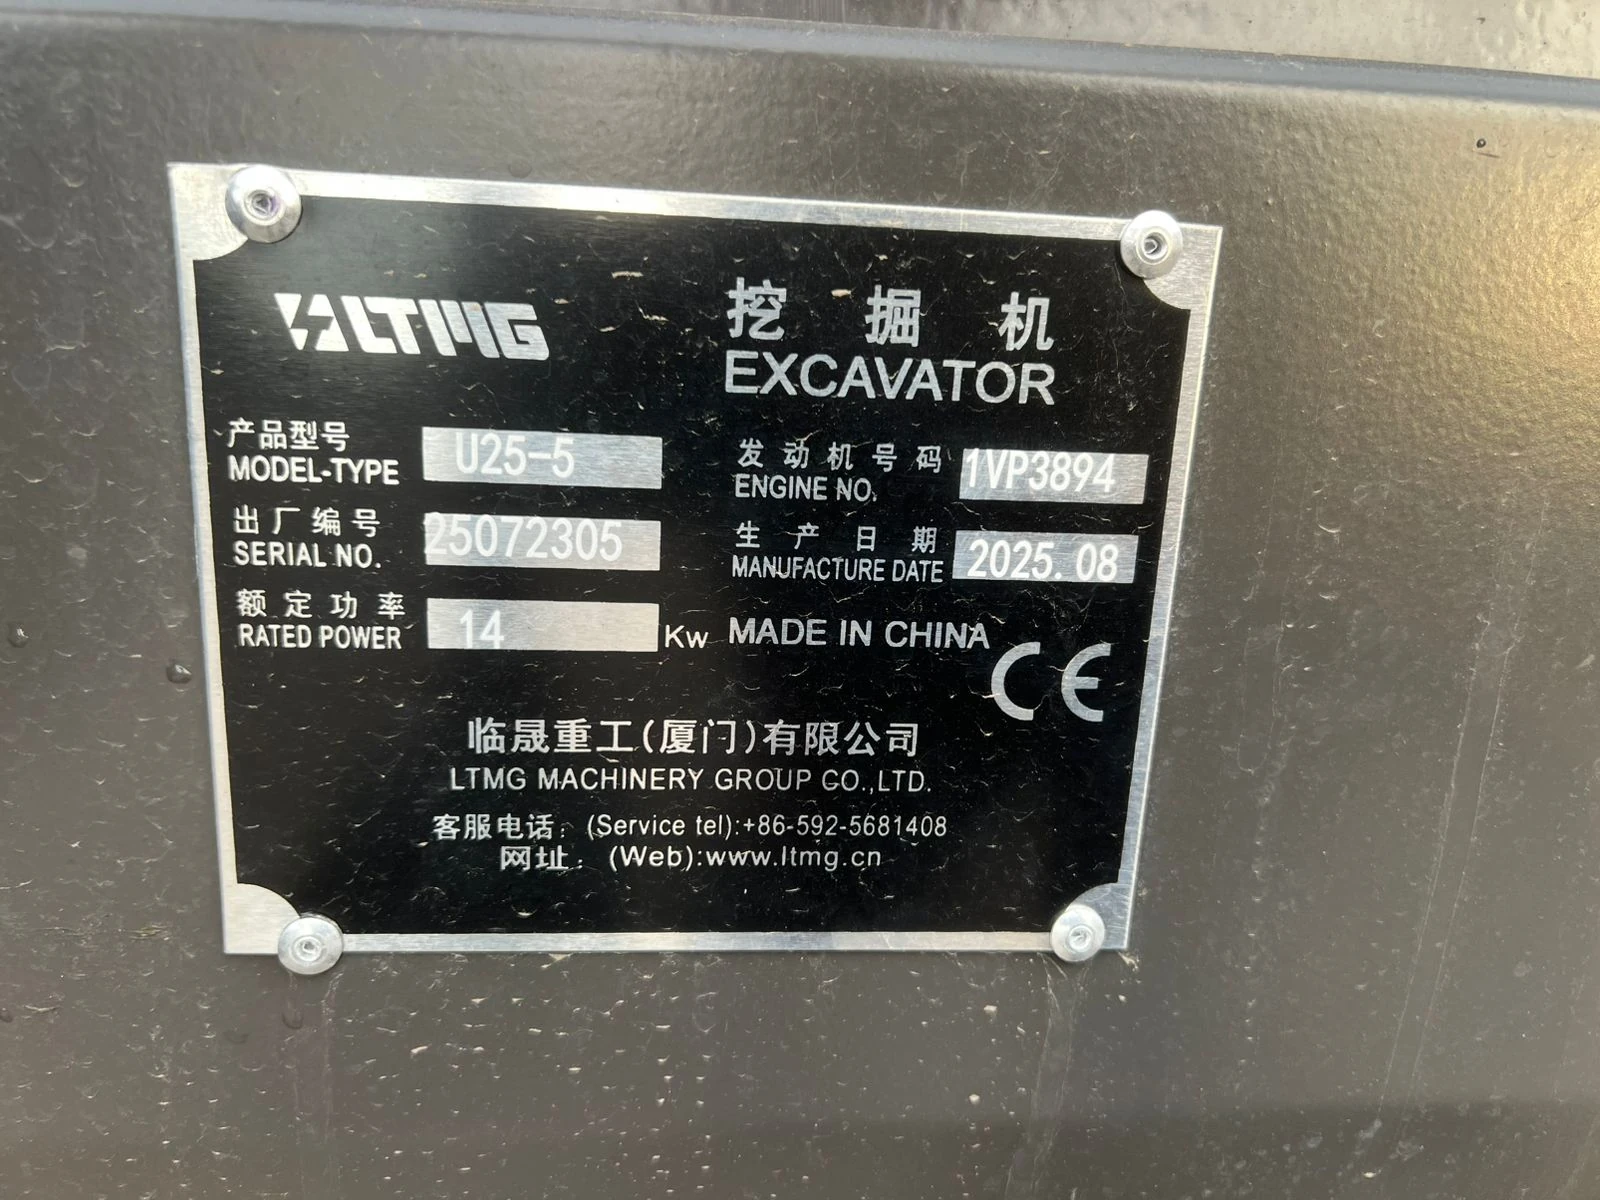 LTMG
挖掘机
EXCAVATOR
产品型号
MODEL-TYPE U25-5
发动机号码
ENGINE NO. 1VP3894
出厂编号
SERIAL NO. 25072305
生产日期
MANUFACTURE DATE 2025.08
额定功率
RATED POWER 14 Kw
MADE IN CHINA
CE
临晟重工(厦门)有限公司
LTMG MACHINERY GROUP CO.,LTD.
客服电话: (Service tel):+86-592-5681408
网址: (Web):www.ltmg.cn